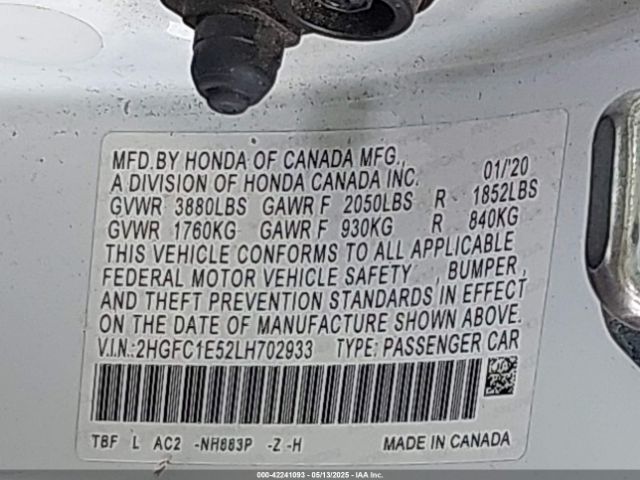 MFD. BY HONDA OF CANADA MFG., 01/'20
A DIVISION OF HONDA CANADA INC.
GVWR 3880LBS GAWR F 2050LBS R 1852LBS
GVWR 1760KG GAWR F 930KG R 840KG
THIS VEHICLE CONFORMS TO ALL APPLICABLE
FEDERAL MOTOR VEHICLE SAFETY, BUMPER,
AND THEFT PREVENTION STANDARDS IN EFFECT
ON THE DATE OF MANUFACTURE SHOWN ABOVE.
V.I.N.:2HGFC1E52LH702933 TYPE: PASSENGER CAR
TBF L AC2 -NH883P -Z -H MADE IN CANADA
000-42241093 — 05/13/2025 — IAAI.com